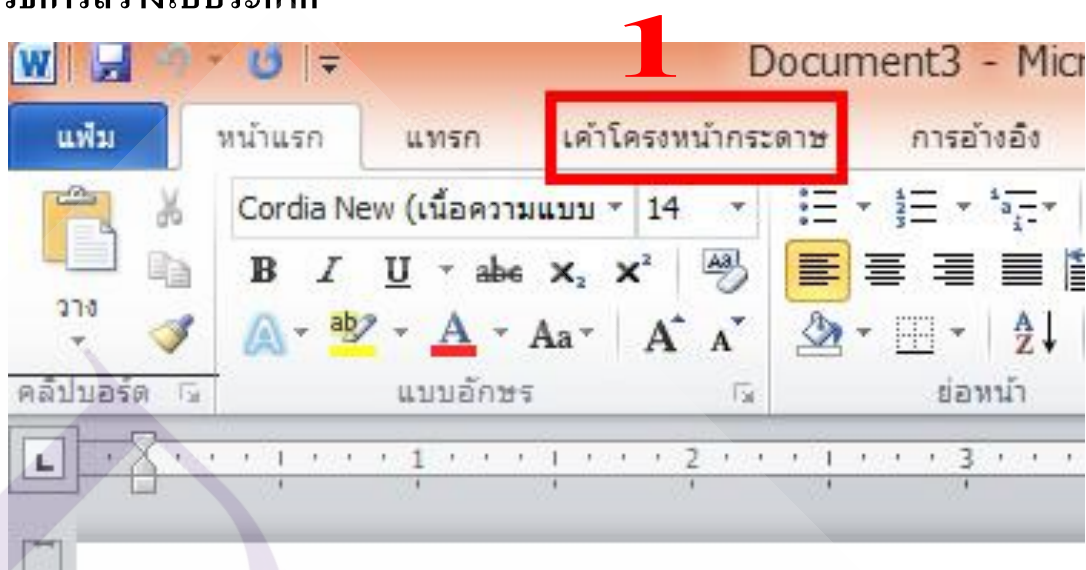 1
Document3 - Micr
แฟ้ม หน้าแรก แทรก เค้าโครงหน้ากระดาษ การอ้างอิง
Cordia New (เนื้อความแบบ 14
B I U abc X₂ X² Aa
วาง
ab A Aa A A A Z
คลิปบอร์ด แบบอักษร ย่อหน้า
L 1 2 3